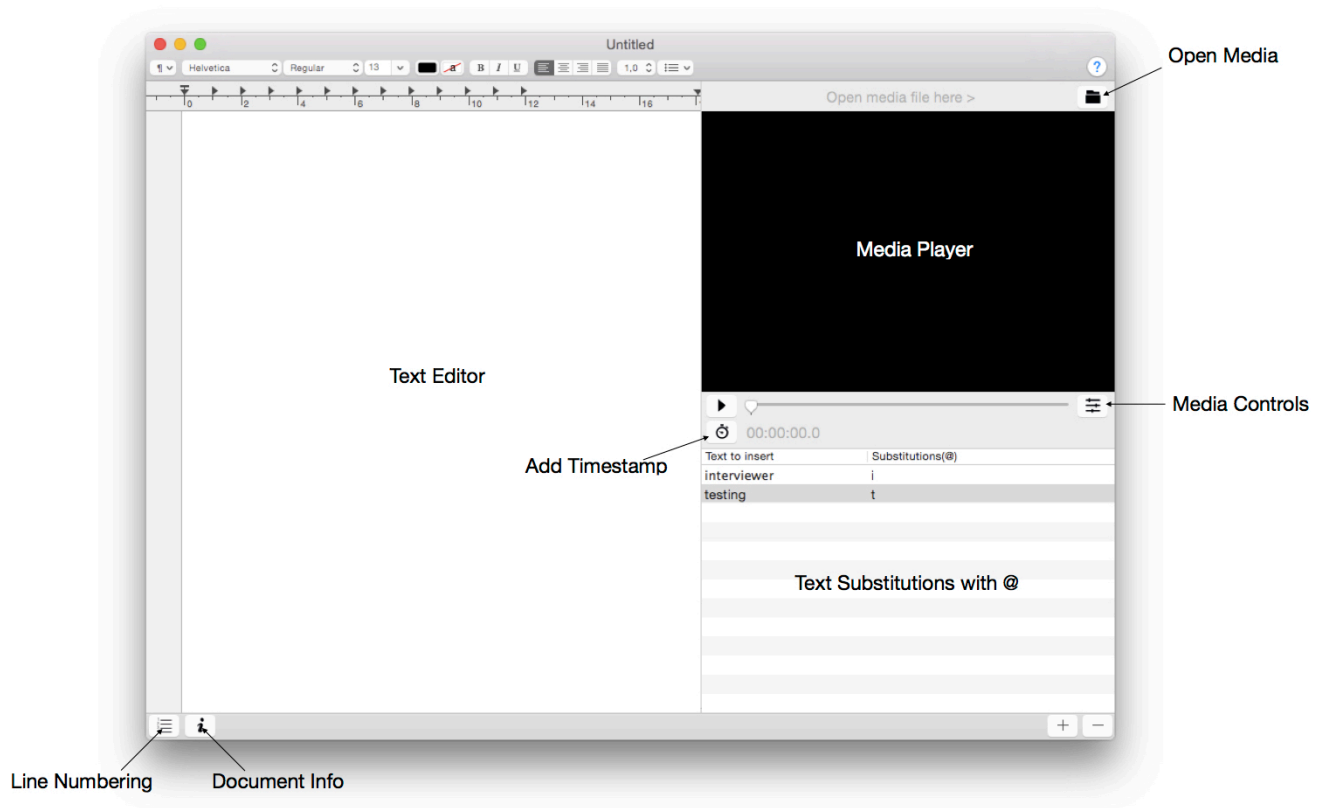 Untitled
Open Media
¶ Helvetica Regular 13 a B I U 1,0 ?
0 2 4 6 8 10 12 14 16
Open media file here >
Media Player
Text Editor
Media Controls
00:00:00.0
Add Timestamp
Text to insert Substitutions(@)
interviewer i
testing t
Text Substitutions with @
i + −
Line Numbering Document Info